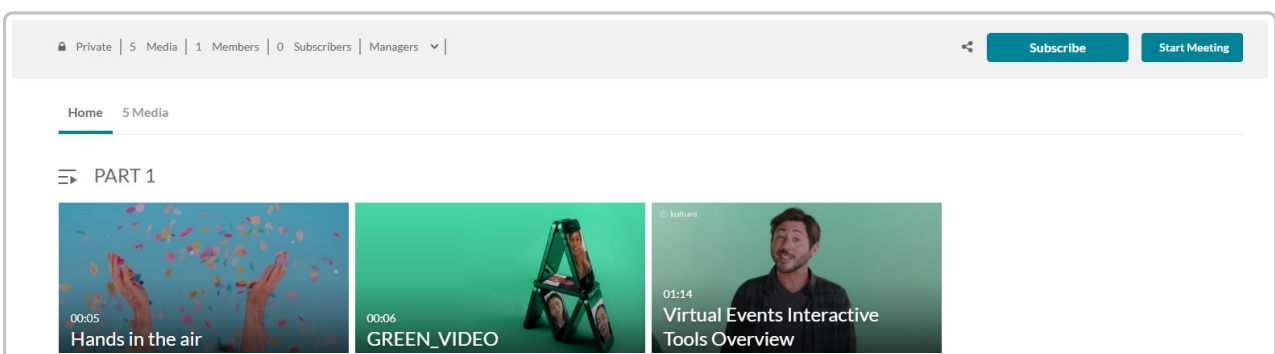 Private | 5 Media | 1 Members | 0 Subscribers | Managers
Subscribe
Start Meeting
Home
5 Media
PART 1
00:05
Hands in the air
00:06
GREEN_VIDEO
kaltura
01:14
Virtual Events Interactive
Tools Overview